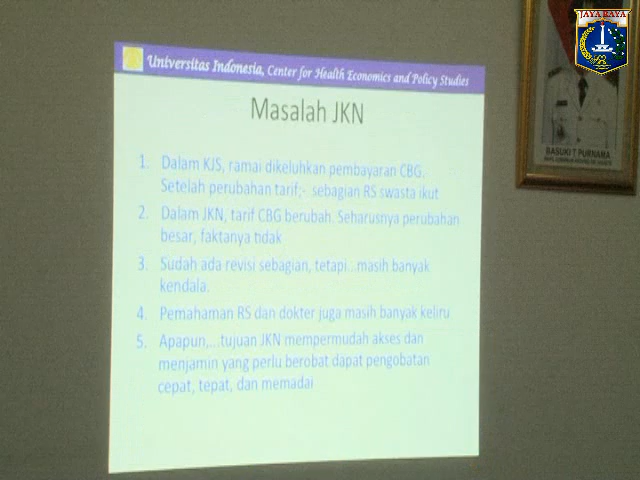 JAYA RAYA
Universitas Indonesia, Center for Health Economics and Policy Studies
Masalah JKN
1. Dalam KJS, ramai dikeluhkan pembayaran CBG.
Setelah perubahan tarif;- sebagian RS swasta ikut
2. Dalam JKN, tarif CBG berubah. Seharusnya perubahan
besar, faktanya tidak
3. Sudah ada revisi sebagian, tetapi...masih banyak
kendala.
4. Pemahaman RS dan dokter juga masih banyak keliru
5. Apapun,...tujuan JKN mempermudah akses dan
menjamin yang perlu berobat dapat pengobatan
cepat, tepat, dan memadai
BASUKI T PURNAMA